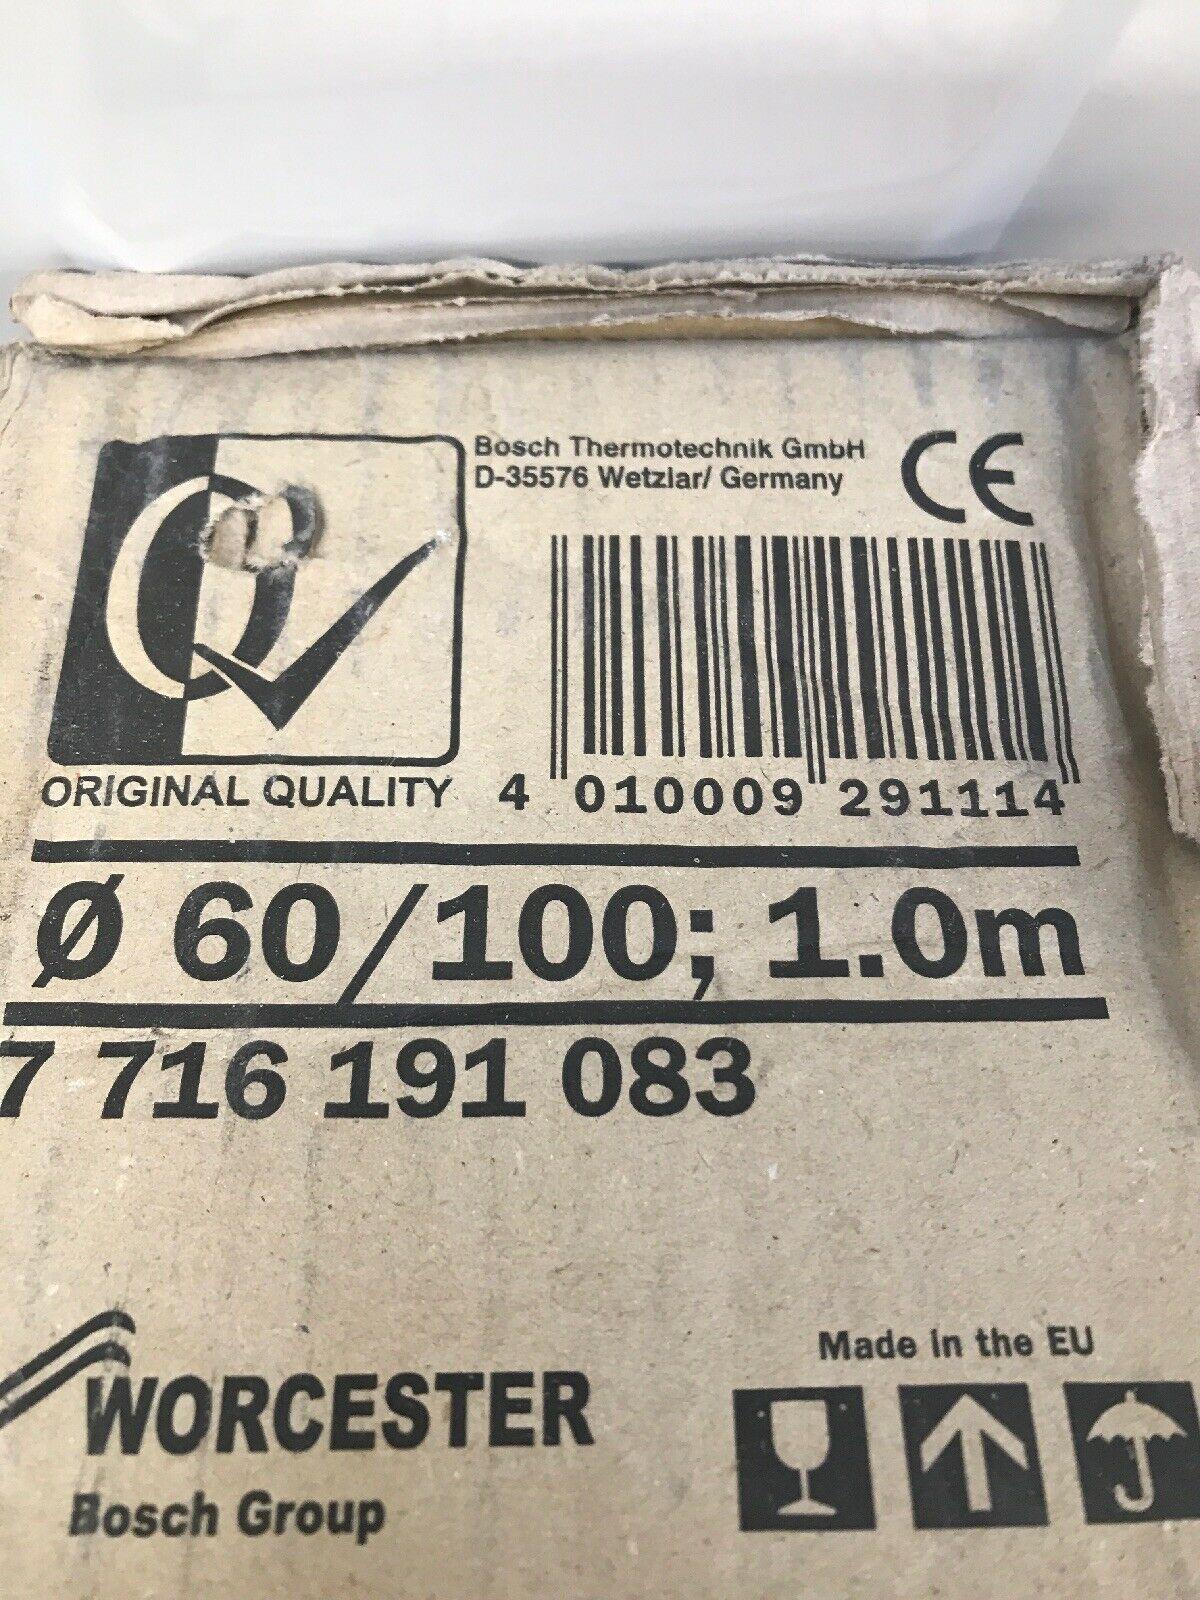 Bosch Thermotechnik GmbH
D-35576 Wetzlar/ Germany
CE
ORIGINAL QUALITY
4 010009 291114
Ø 60/100; 1.0m
7 716 191 083
Made in the EU
WORCESTER
Bosch Group